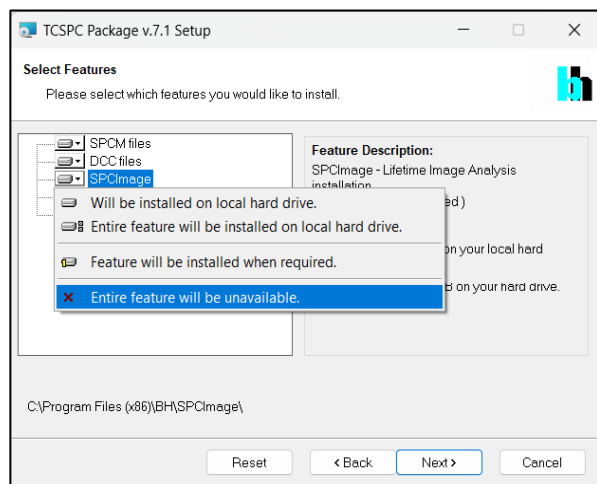 TCSPC Package v.7.1 Setup
Select Features
Please select which features you would like to install.
bh
SPCM files
DCC files
SPCImage
Feature Description:
SPCImage - Lifetime Image Analysis
installation
ed )
on your local hard
B on your hard drive.
Will be installed on local hard drive.
Entire feature will be installed on local hard drive.
Feature will be installed when required.
Entire feature will be unavailable.
C:\Program Files (x86)\BH\SPCImage\
Reset
< Back
Next >
Cancel